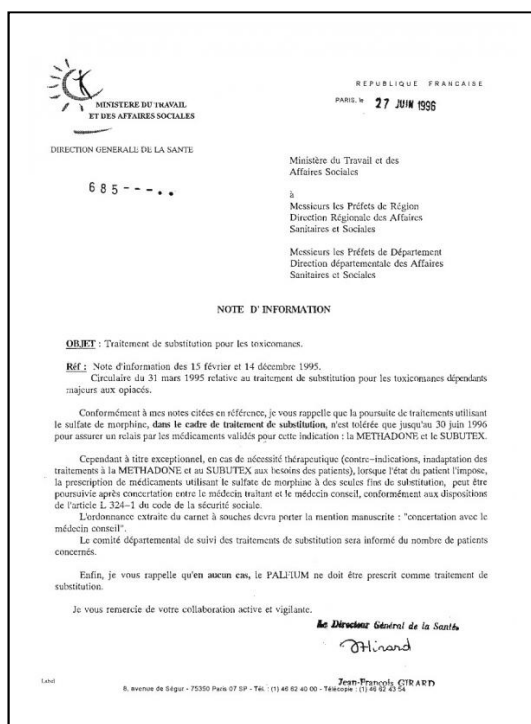 REPUBLIQUE FRANCAISE
MINISTERE DU TRAVAIL
ET DES AFFAIRES SOCIALES
PARIS, le 27 JUIN 1996
DIRECTION GENERALE DE LA SANTE
685---..
Ministère du Travail et des
Affaires Sociales
à
Messieurs les Préfets de Région
Direction Régionale des Affaires
Sanitaires et Sociales
Messieurs les Préfets de Département
Direction départementale des Affaires
Sanitaires et Sociales
NOTE D'INFORMATION
OBJET : Traitement de substitution pour les toxicomanes.
Réf : Note d'information des 15 février et 14 décembre 1995.
Circulaire du 31 mars 1995 relative au traitement de substitution pour les toxicomanes dépendants
majeurs aux opiacés.
Conformément à mes notes citées en référence, je vous rappelle que la poursuite de traitements utilisant
le sulfate de morphine, dans le cadre de traitement de substitution, n'est tolérée que jusqu'au 30 juin 1996
pour assurer un relais par les médicaments validés pour cette indication : la METHADONE et le SUBUTEX.
Cependant à titre exceptionnel, en cas de nécessité thérapeutique (contre-indications, inadaptation des
traitements à la METHADONE et au SUBUTEX aux besoins des patients), lorsque l'état du patient l'impose,
la prescription de médicaments utilisant le sulfate de morphine à des seules fins de substitution, peut être
poursuivie après concertation entre le médecin traitant et le médecin conseil, conformément aux dispositions
de l'article L 324-1 du code de la sécurité sociale.
L'ordonnance extraite du carnet à souches devra porter la mention manuscrite : "concertation avec le
médecin conseil".
Le comité départemental de suivi des traitements de substitution sera informé du nombre de patients
concernés.
Enfin, je vous rappelle qu'en aucun cas, le PALFIUM ne doit être prescrit comme traitement de
substitution.
Je vous remercie de votre collaboration active et vigilante.
Le Directeur Général de la Santé
Girard
Jean-François GIRARD
Label
8, avenue de Ségur - 75350 Paris 07 SP - Tél. : (1) 46 62 40 00 - Télécopie : (1) 46 62 43 54